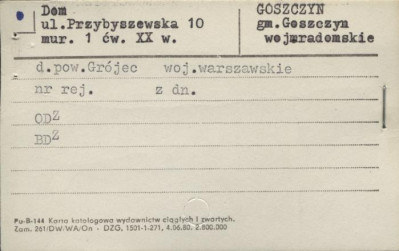 Dom
ul.Przybyszewska 10
mur. 1 ćw. XX w.
GOSZCZYN
gm.Goszczyn
woj.radomskie
d.pow.Grójec woj.warszawskie
nr rej. z dn.
ODZ
BDZ
Pu-B-144 Karta katalogowa wydawnictw ciągłych i zwartych.
Zam. 261/DW/WA/On - DZG, 1501-1-271, 4.06.80. 2.600.000